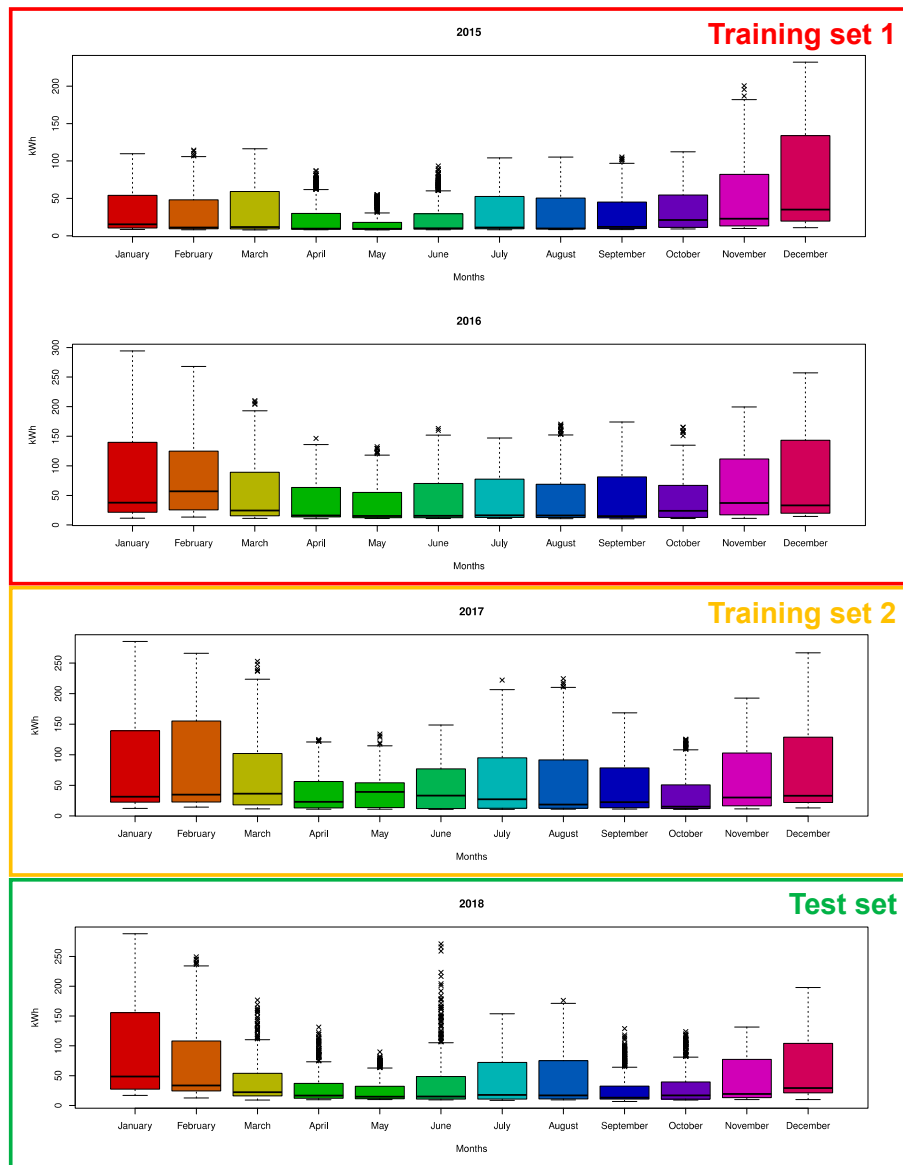 2015
Training set 1
kWh
200
150
100
50
0
January February March April May June July August September October November December
Months
2016
kWh
300
250
200
150
100
50
0
January February March April May June July August September October November December
Months
2017
Training set 2
kWh
250
200
150
100
50
0
January February March April May June July August September October November December
Months
2018
Test set
kWh
250
200
150
100
50
0
January February March April May June July August September October November December
Months